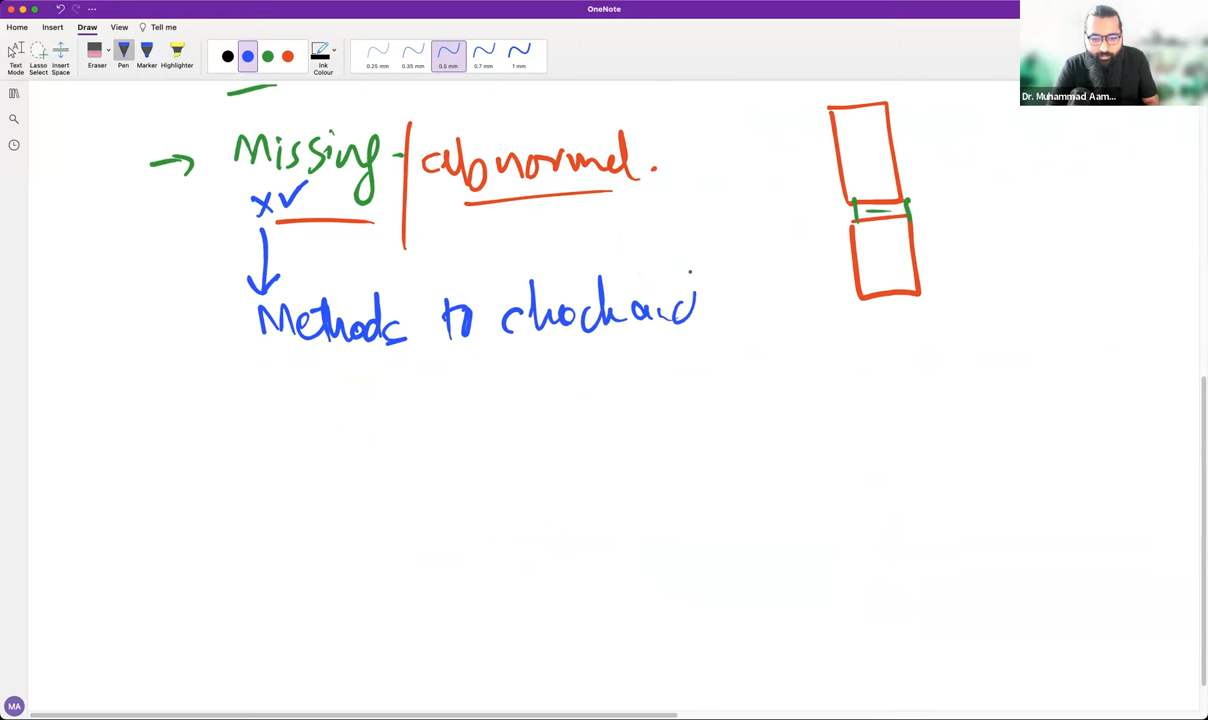 OneNote
Home Insert Draw View Tell me
Text Mode
Lasso Select
Insert Space
Eraser
Pen
Marker
Highlighter
Ink Colour
0.25 mm
0.35 mm
0.5 mm
0.7 mm
1 mm
Dr. Muhammad Aam...
→ Missing - abnormal.
x✓
Methods to
MA